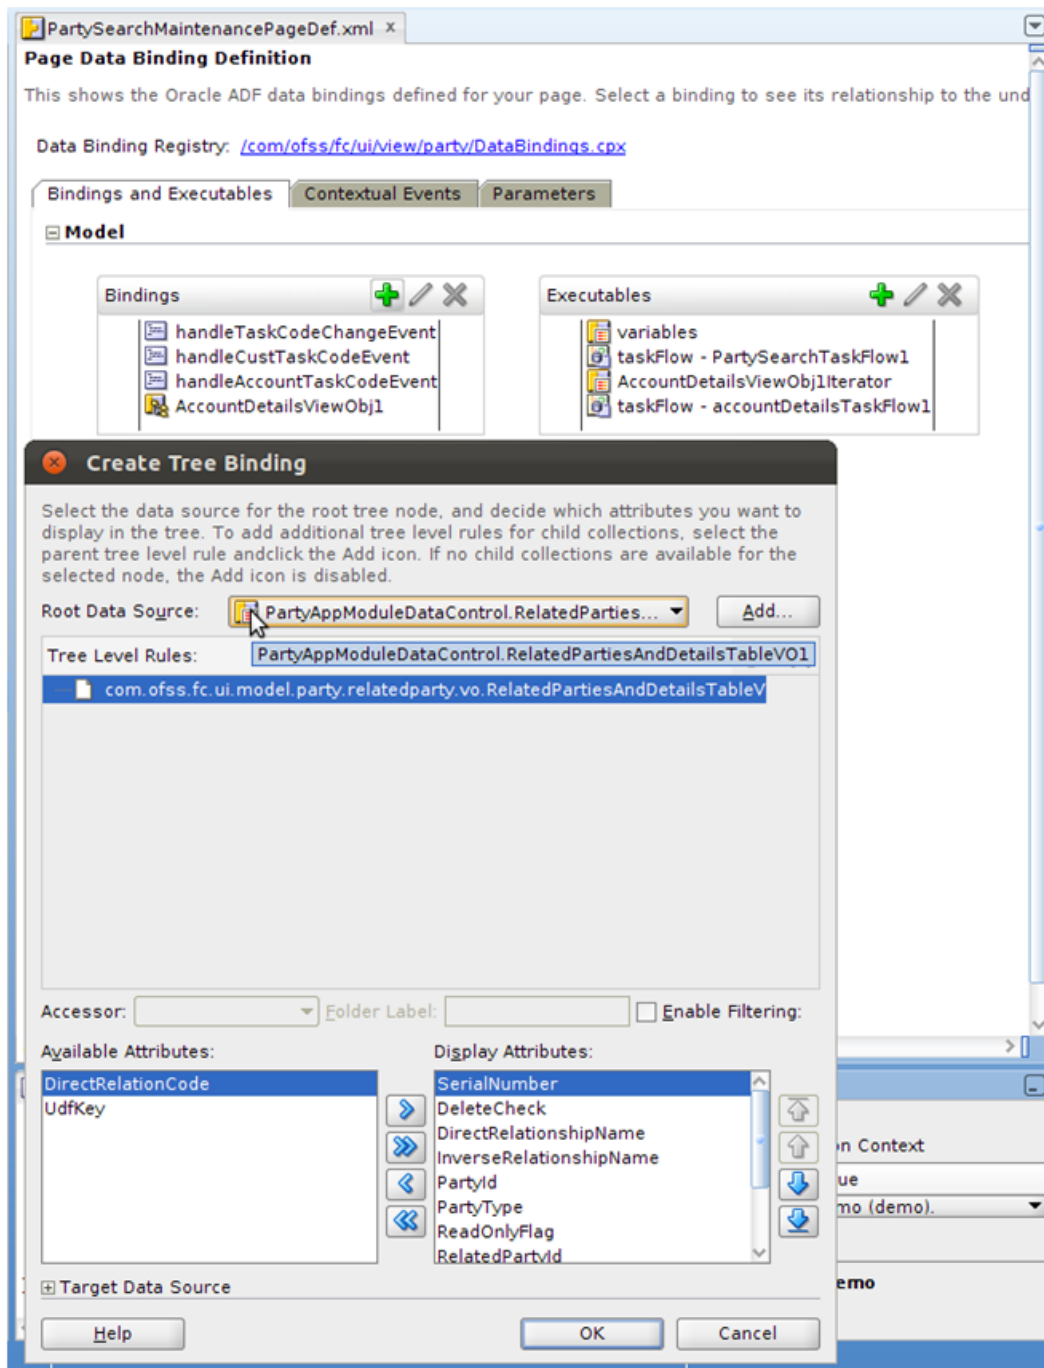 PartySearchMaintenancePageDef.xml x
Page Data Binding Definition
This shows the Oracle ADF data bindings defined for your page. Select a binding to see its relationship to the und
Data Binding Registry: /com/ofss/fc/ui/view/party/DataBindings.cpx
Bindings and Executables Contextual Events Parameters
Model
Bindings Executables
handleTaskCodeChangeEvent variables
handleCustTaskCodeEvent taskFlow - PartySearchTaskFlow1
handleAccountTaskCodeEvent AccountDetailsViewObj1Iterator
AccountDetailsViewObj1 taskFlow - accountDetailsTaskFlow1
Create Tree Binding
Select the data source for the root tree node, and decide which attributes you want to
display in the tree. To add additional tree level rules for child collections, select the
parent tree level rule andclick the Add icon. If no child collections are available for the
selected node, the Add icon is disabled.
Root Data Source: PartyAppModuleDataControl.RelatedParties... Add...
Tree Level Rules: PartyAppModuleDataControl.RelatedPartiesAndDetailsTableVO1
com.ofss.fc.ui.model.party.relatedparty.vo.RelatedPartiesAndDetailsTableV
Accessor: Folder Label: Enable Filtering:
Available Attributes: Display Attributes:
DirectRelationCode SerialNumber
UdfKey DeleteCheck
DirectRelationshipName
InverseRelationshipName on Context
PartyId ue
PartyType mo (demo).
ReadOnlyFlag
RelatedPartyId
Target Data Source emo
Help OK Cancel